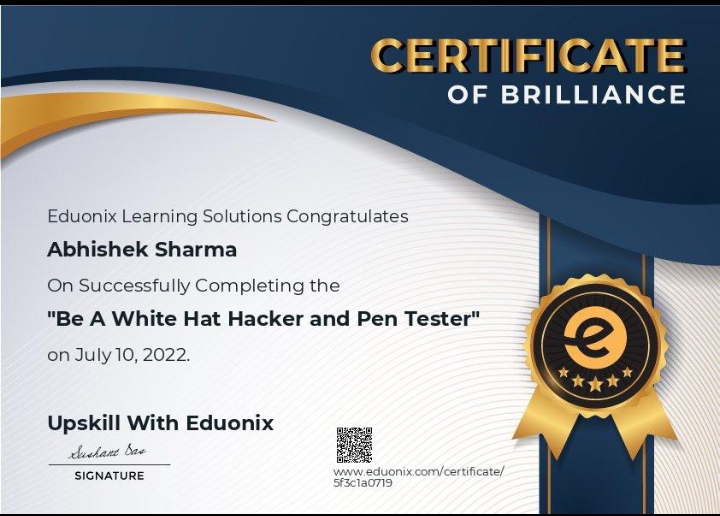 CERTIFICATE
OF BRILLIANCE
Eduonix Learning Solutions Congratulates
Abhishek Sharma
On Successfully Completing the
"Be A White Hat Hacker and Pen Tester"
on July 10, 2022.
Upskill With Eduonix
Sushant Das
SIGNATURE
www.eduonix.com/certificate/
5f3c1a0719
e